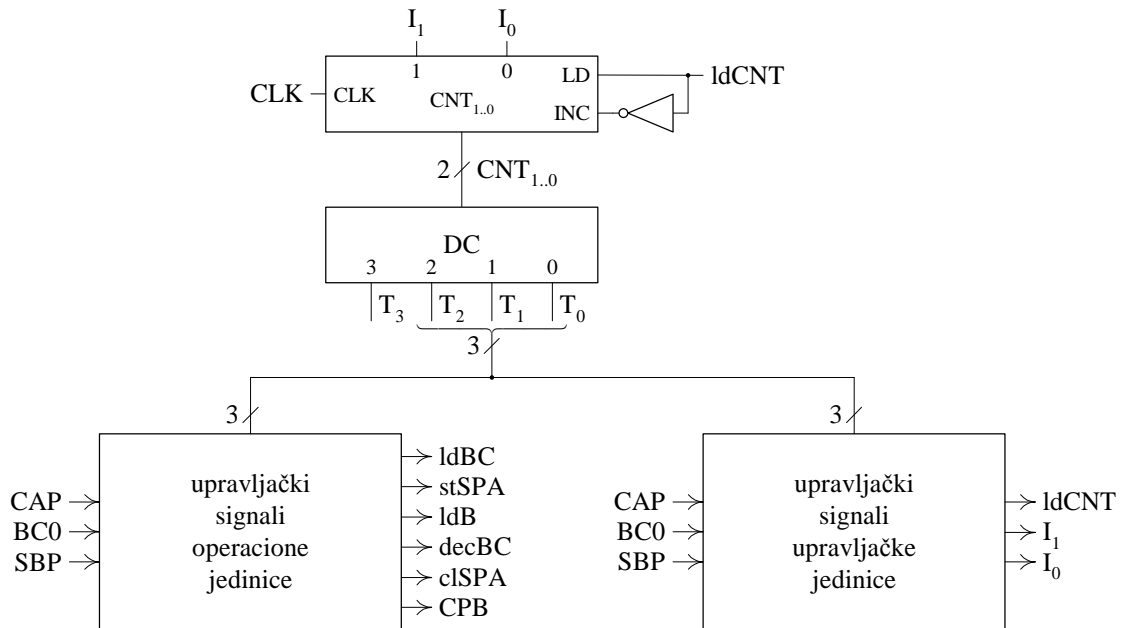 I₁ I₀
1 0 LD ldCNT
CLK CLK CNT₁..₀ INC
2 CNT₁..₀
DC
3 2 1 0
T₃ T₂ T₁ T₀
3
3 3
upravljački
signali
operacione
jedinice
CAP
BC0
SBP
ldBC
stSPA
ldB
decBC
clSPA
CPB
upravljački
signali
upravljačke
jedinice
CAP
BC0
SBP
ldCNT
I₁
I₀